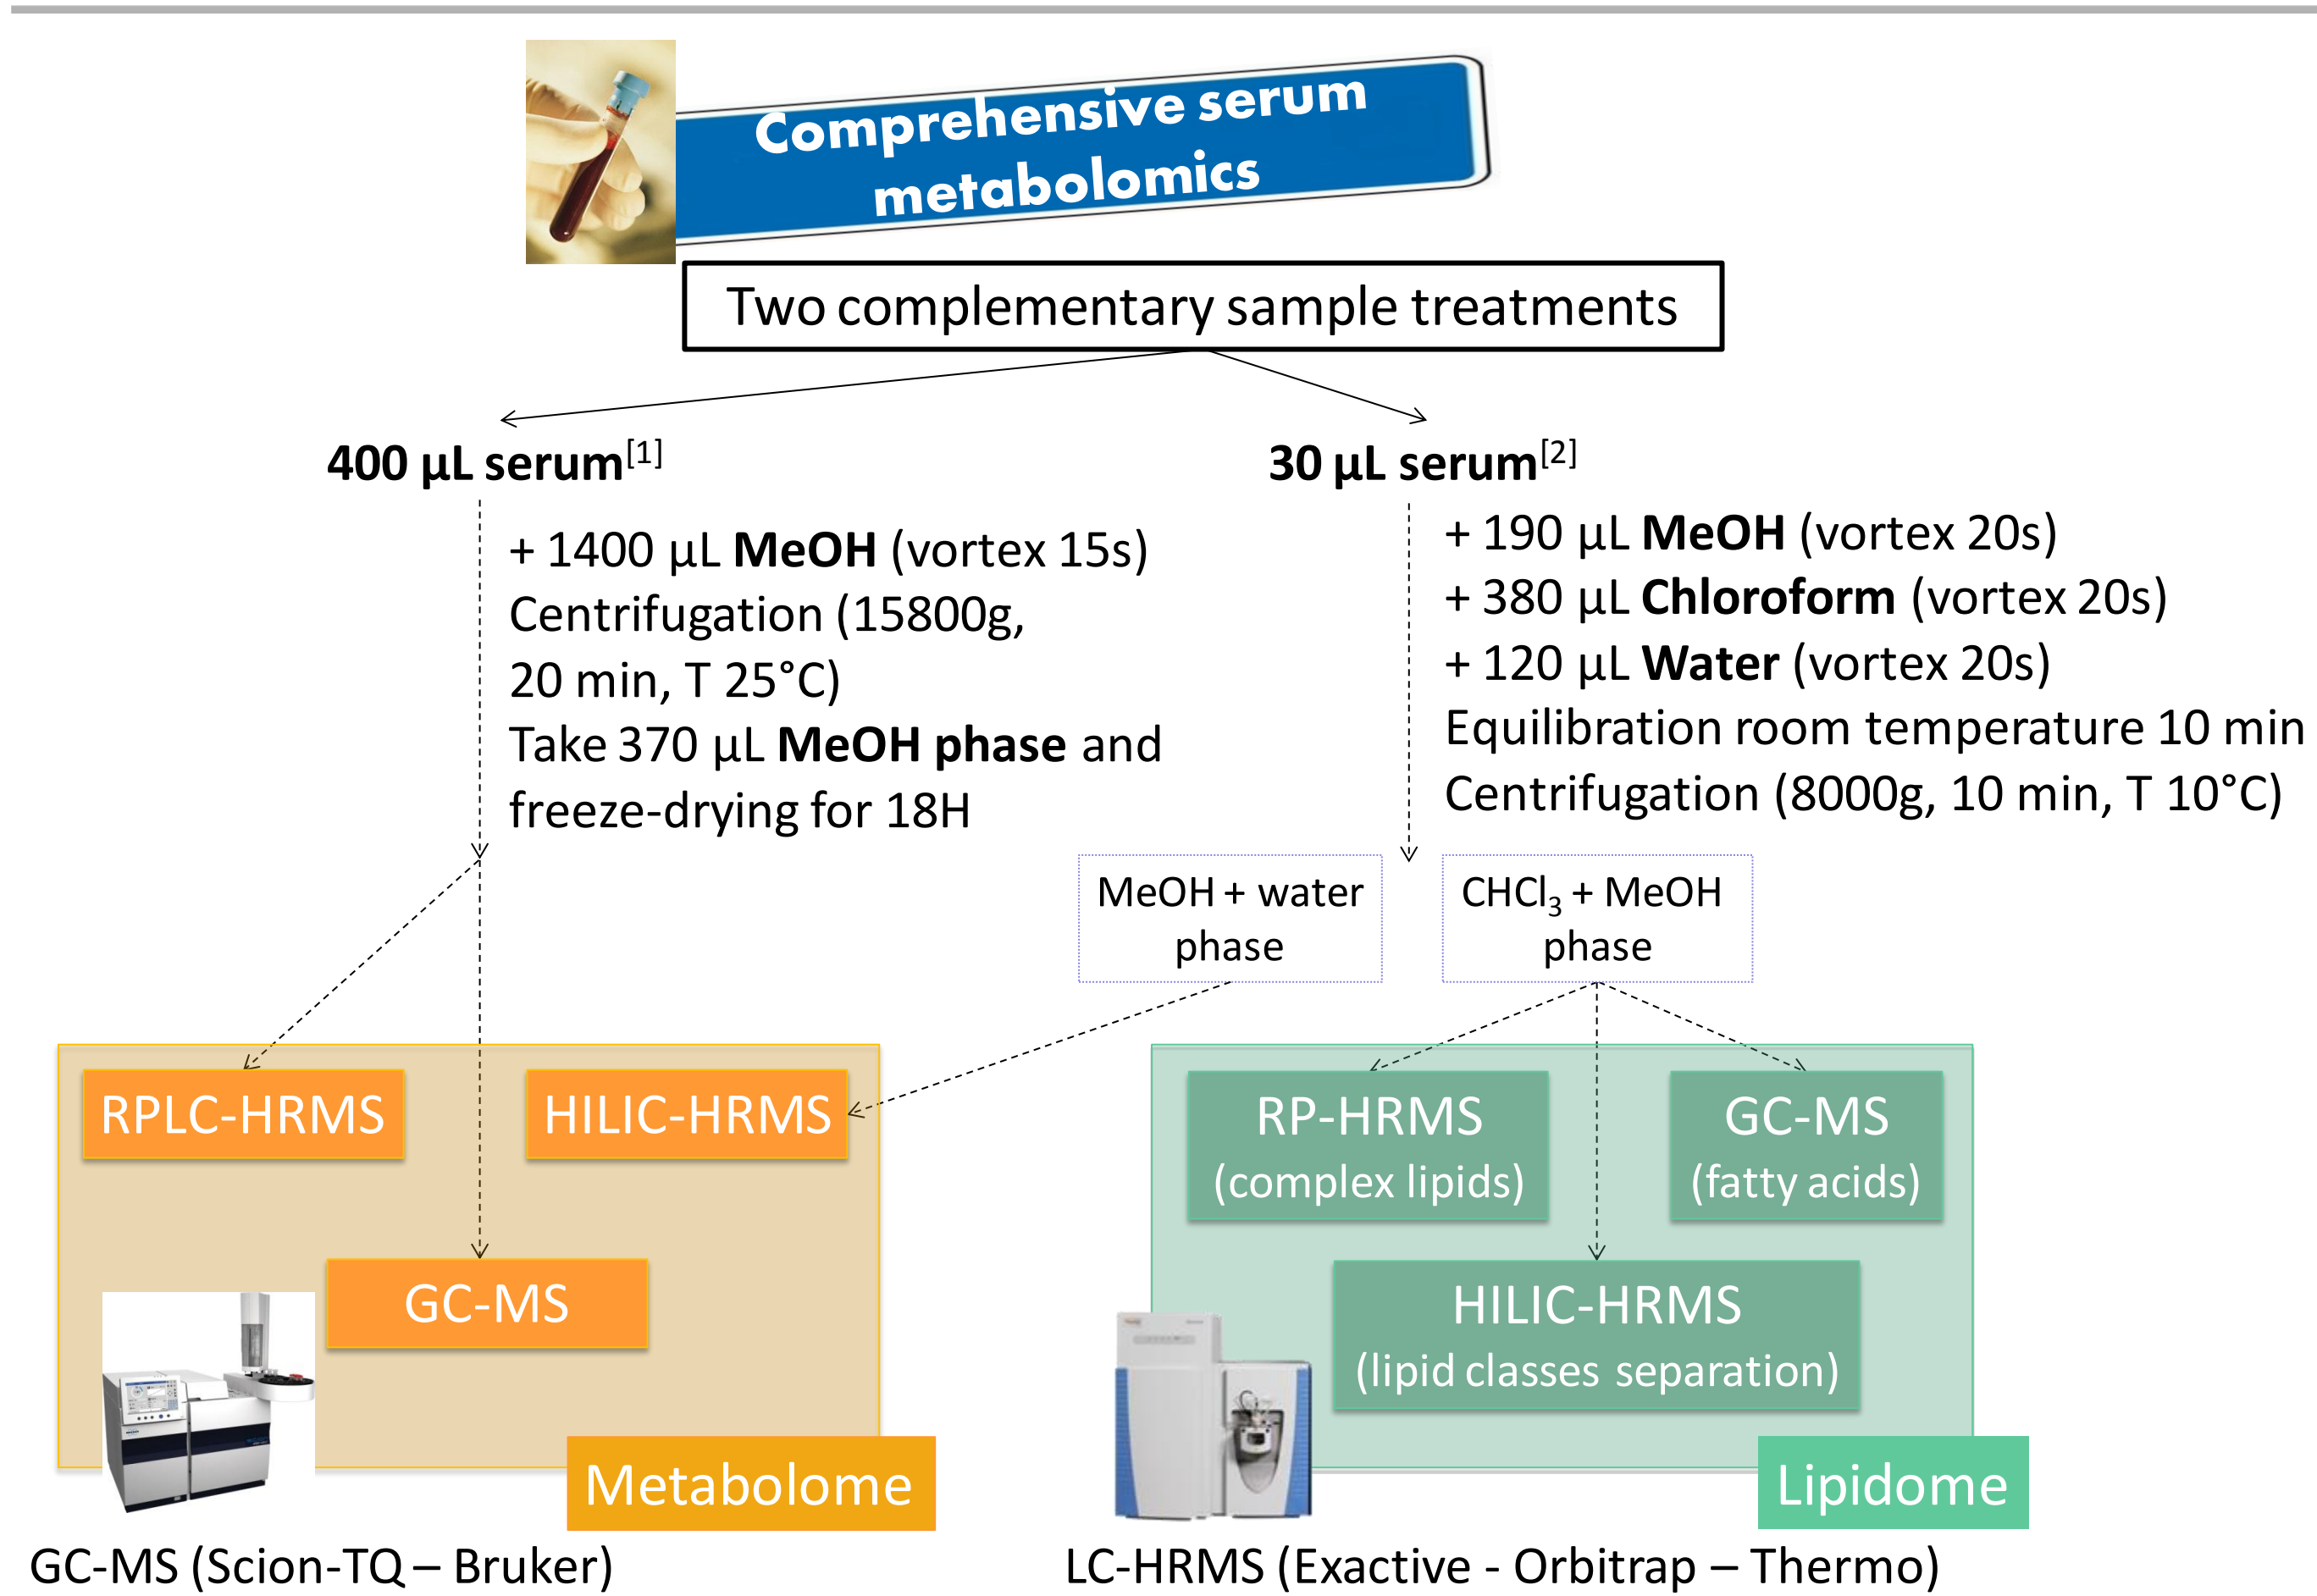 Comprehensive serum
metabolomics
Two complementary sample treatments
400 µL serum[1]
+ 1400 µL MeOH (vortex 15s)
Centrifugation (15800g,
20 min, T 25°C)
Take 370 µL MeOH phase and
freeze-drying for 18H
30 µL serum[2]
+ 190 µL MeOH (vortex 20s)
+ 380 µL Chloroform (vortex 20s)
+ 120 µL Water (vortex 20s)
Equilibration room temperature 10 min
Centrifugation (8000g, 10 min, T 10°C)
MeOH + water
phase
CHCl3 + MeOH
phase
RPLC-HRMS
HILIC-HRMS
GC-MS
Metabolome
RP-HRMS
(complex lipids)
GC-MS
(fatty acids)
HILIC-HRMS
(lipid classes separation)
Lipidome
GC-MS (Scion-TQ – Bruker)
LC-HRMS (Exactive - Orbitrap – Thermo)